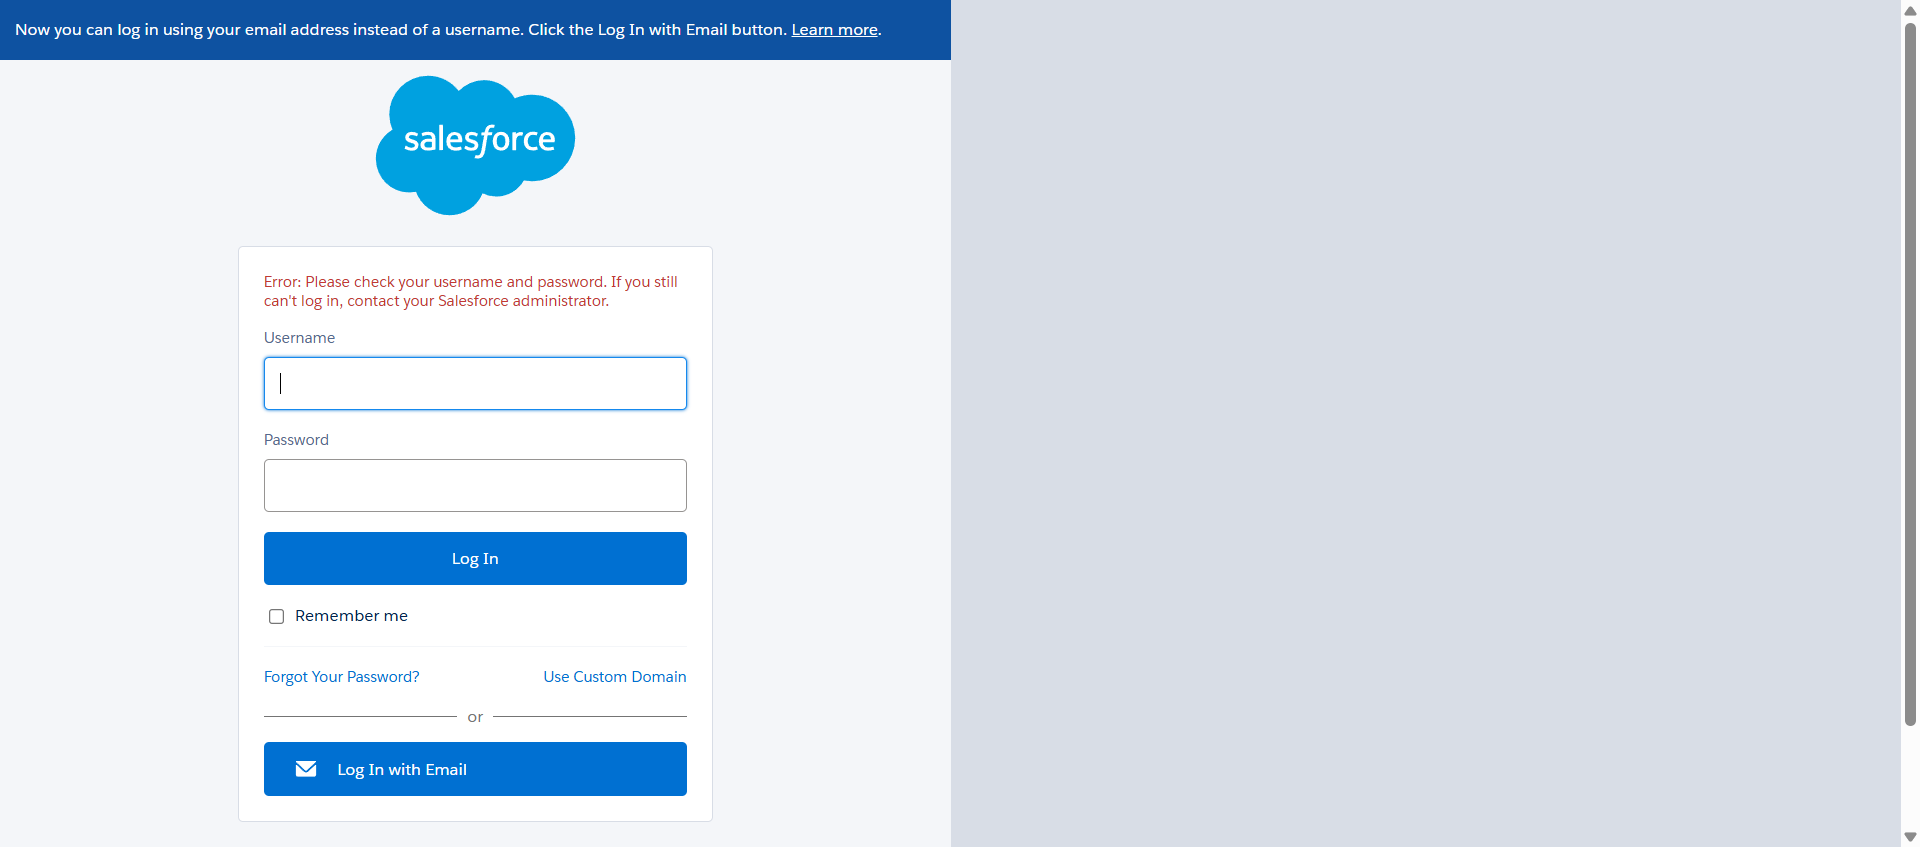 Now you can log in using your email address instead of a username. Click the Log In with Email button. Learn more.
salesforce
Error: Please check your username and password. If you still
can't log in, contact your Salesforce administrator.
Username
Password
Log In
Remember me
Forgot Your Password? Use Custom Domain
or
Log In with Email